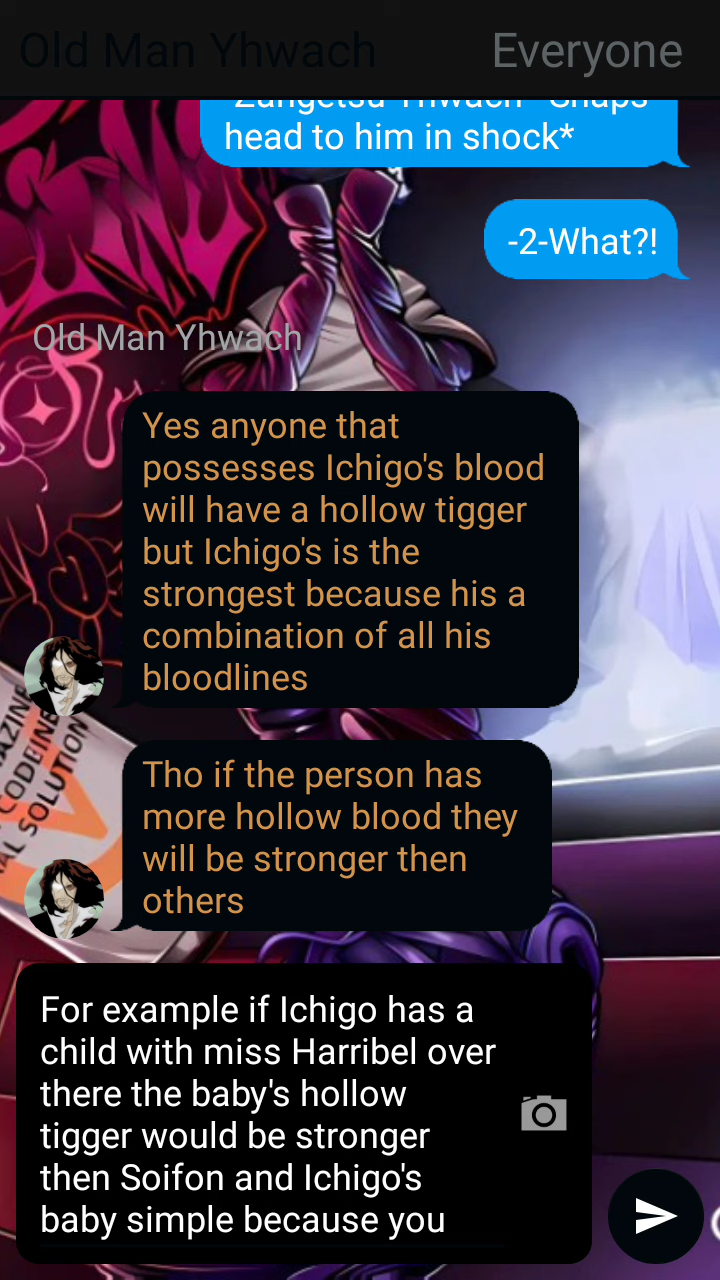 Old Man Yhwach Everyone
head to him in shock*
-2-What?!
Old Man Yhwach
Yes anyone that
possesses Ichigo's blood
will have a hollow tigger
but Ichigo's is the
strongest because his a
combination of all his
bloodlines
Tho if the person has
more hollow blood they
will be stronger then
others
For example if Ichigo has a
child with miss Harribel over
there the baby's hollow
tigger would be stronger
then Soifon and Ichigo's
baby simple because you
CODEINE
SOLUTION